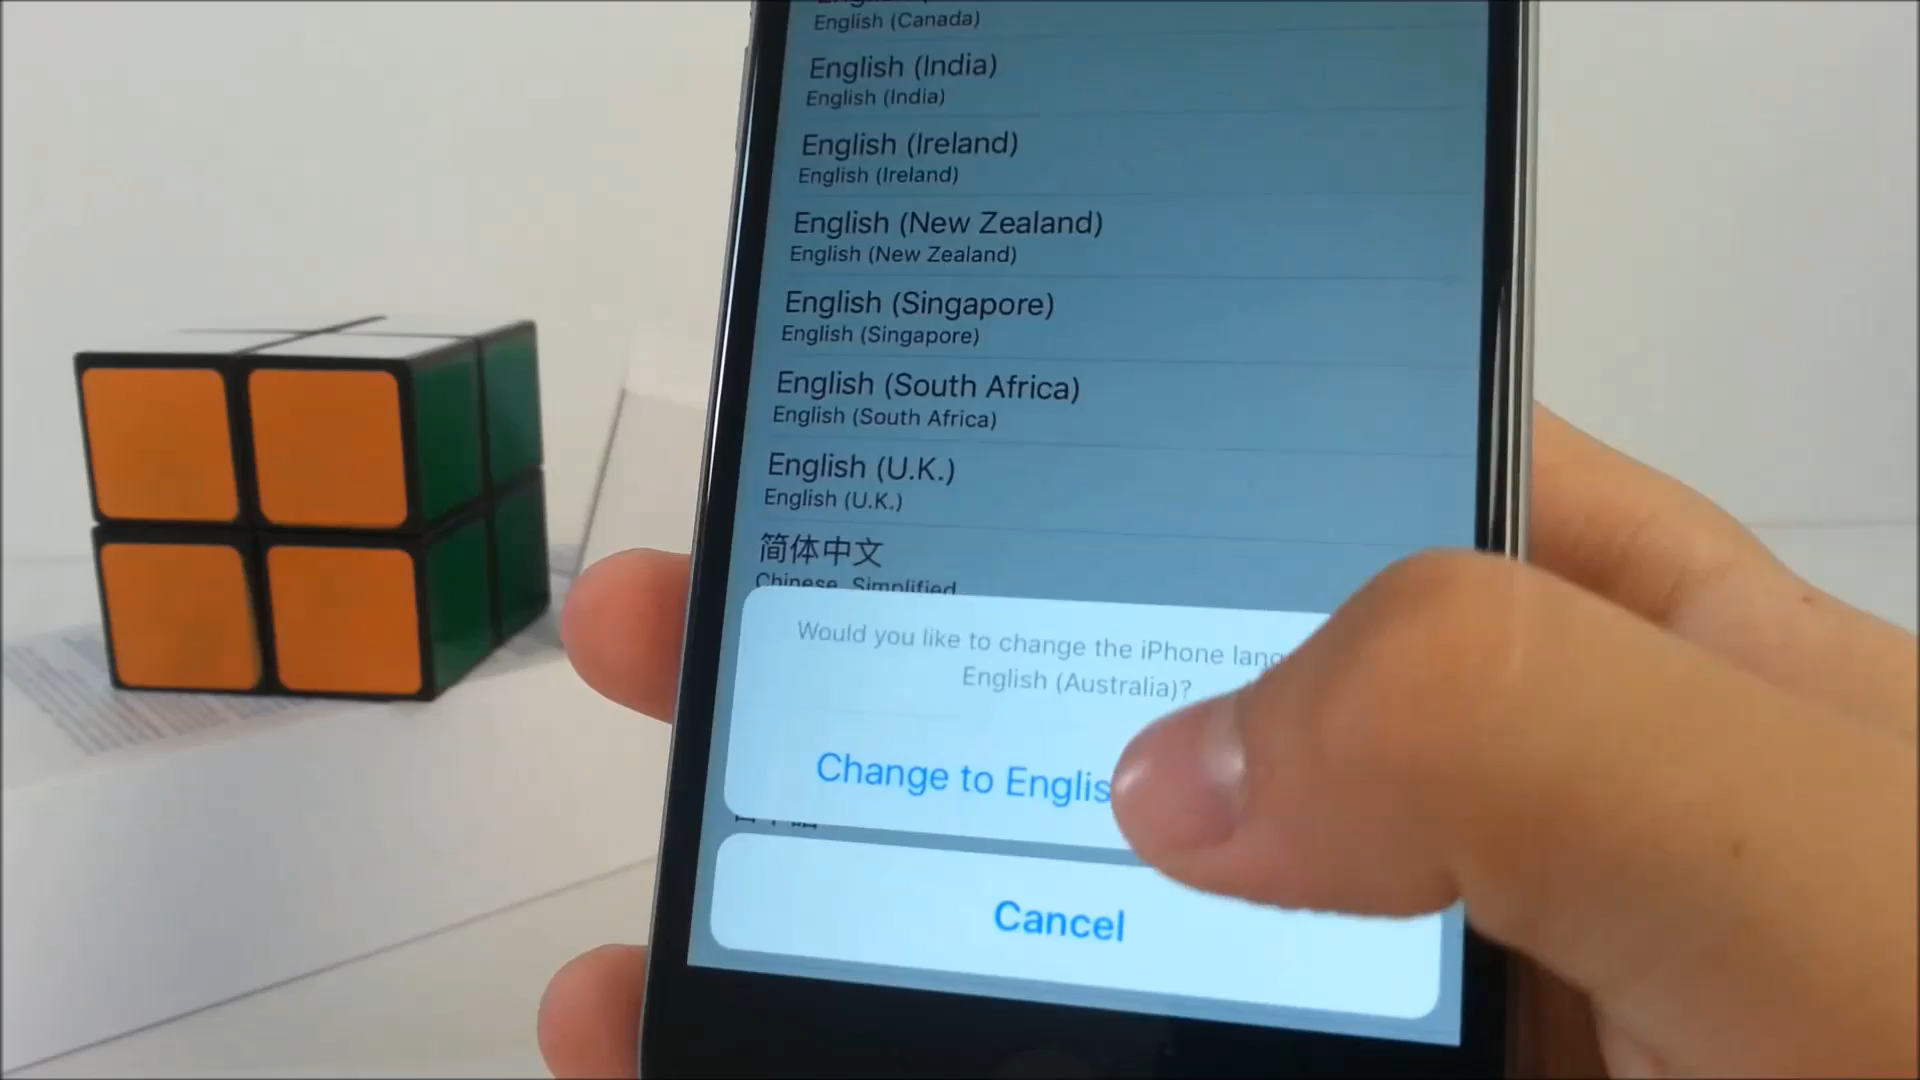 English (Canada)
English (India)
English (India)
English (Ireland)
English (Ireland)
English (New Zealand)
English (New Zealand)
English (Singapore)
English (Singapore)
English (South Africa)
English (South Africa)
English (U.K.)
English (U.K.)
简体中文
Chinese, Simplified
Would you like to change the iPhone lang
English (Australia)?
Change to Englis
Cancel